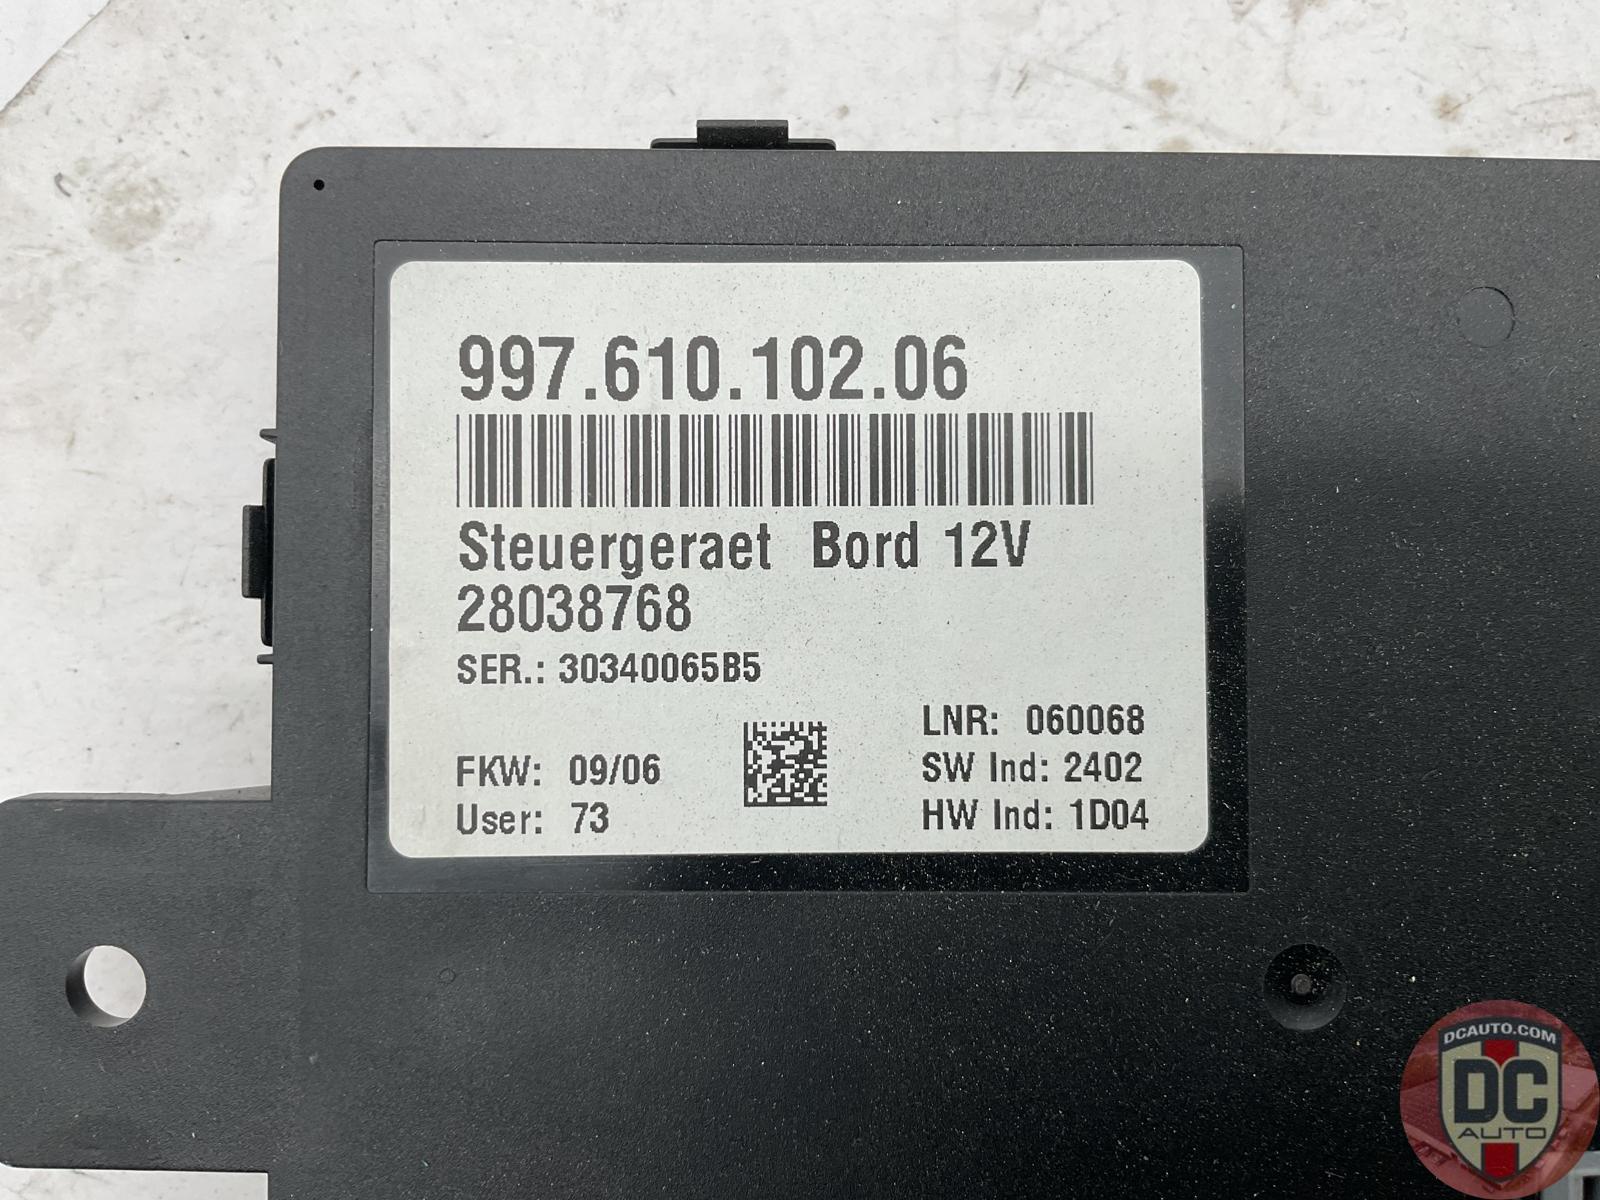 997.610.102.06
Steuergeraet Bord 12V
28038768
SER.: 30340065B5
LNR: 060068
FKW: 09/06
SW Ind: 2402
User: 73
HW Ind: 1D04
DCAUTO.COM
DC
AUTO